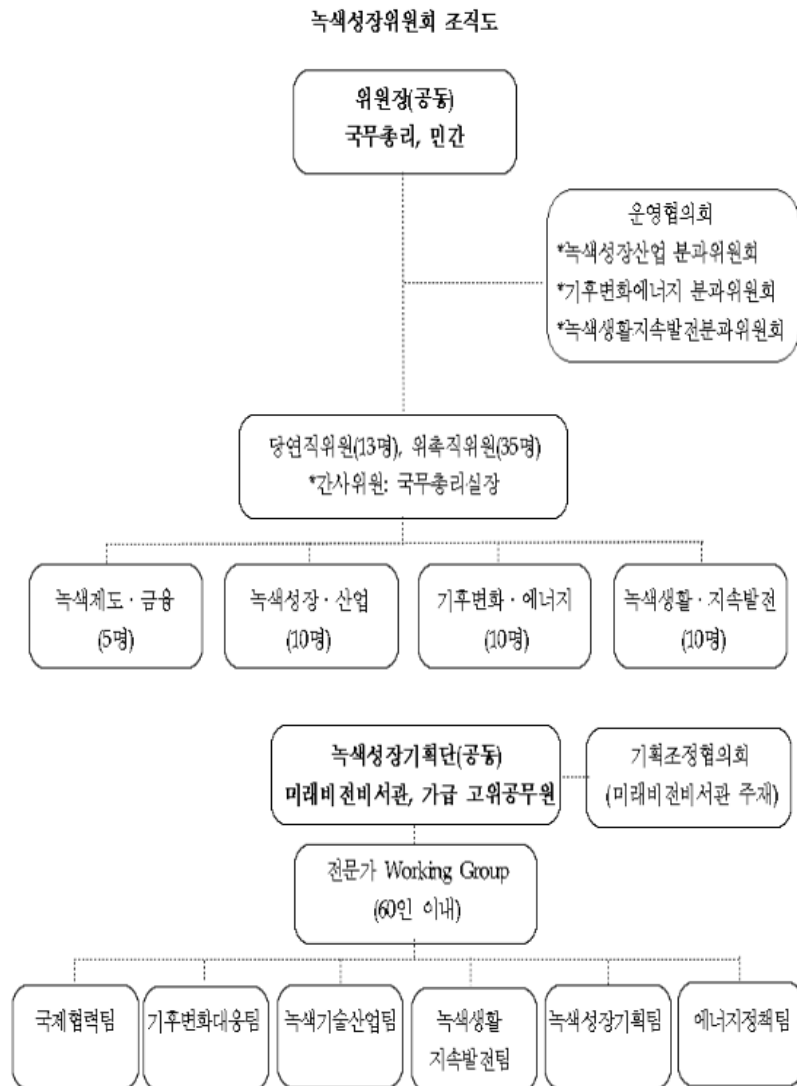 녹색성장위원회 조직도
위원장(공동)
국무총리, 민간
운영협의회
*녹색성장산업 분과위원회
*기후변화에너지 분과위원회
*녹색생활지속발전분과위원회
당연직위원(13명), 위촉직위원(35명)
*간사위원: 국무총리실장
녹색제도·금융
(5명)
녹색성장·산업
(10명)
기후변화·에너지
(10명)
녹색생활·지속발전
(10명)
녹색성장기획단(공동)
미래비전비서관, 가급 고위공무원
기획조정협의회
(미래비전비서관 주재)
전문가 Working Group
(60인 이내)
국제협력팀
기후변화대응팀
녹색기술산업팀
녹색생활
지속발전팀
녹색성장기획팀
에너지정책팀